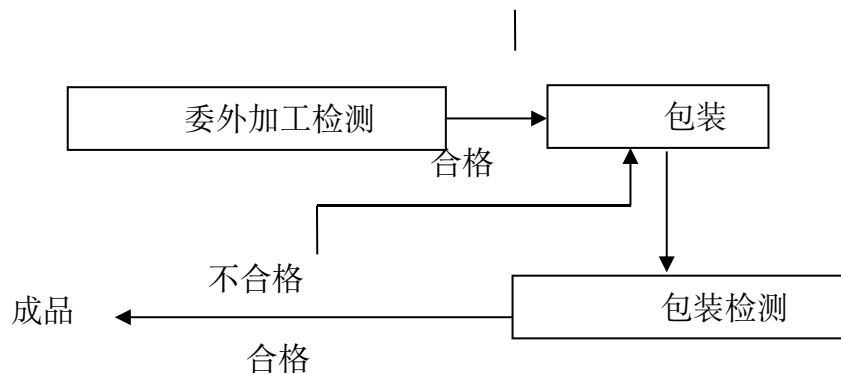 委外加工检测
包装
合格
不合格
成品
包装检测
合格